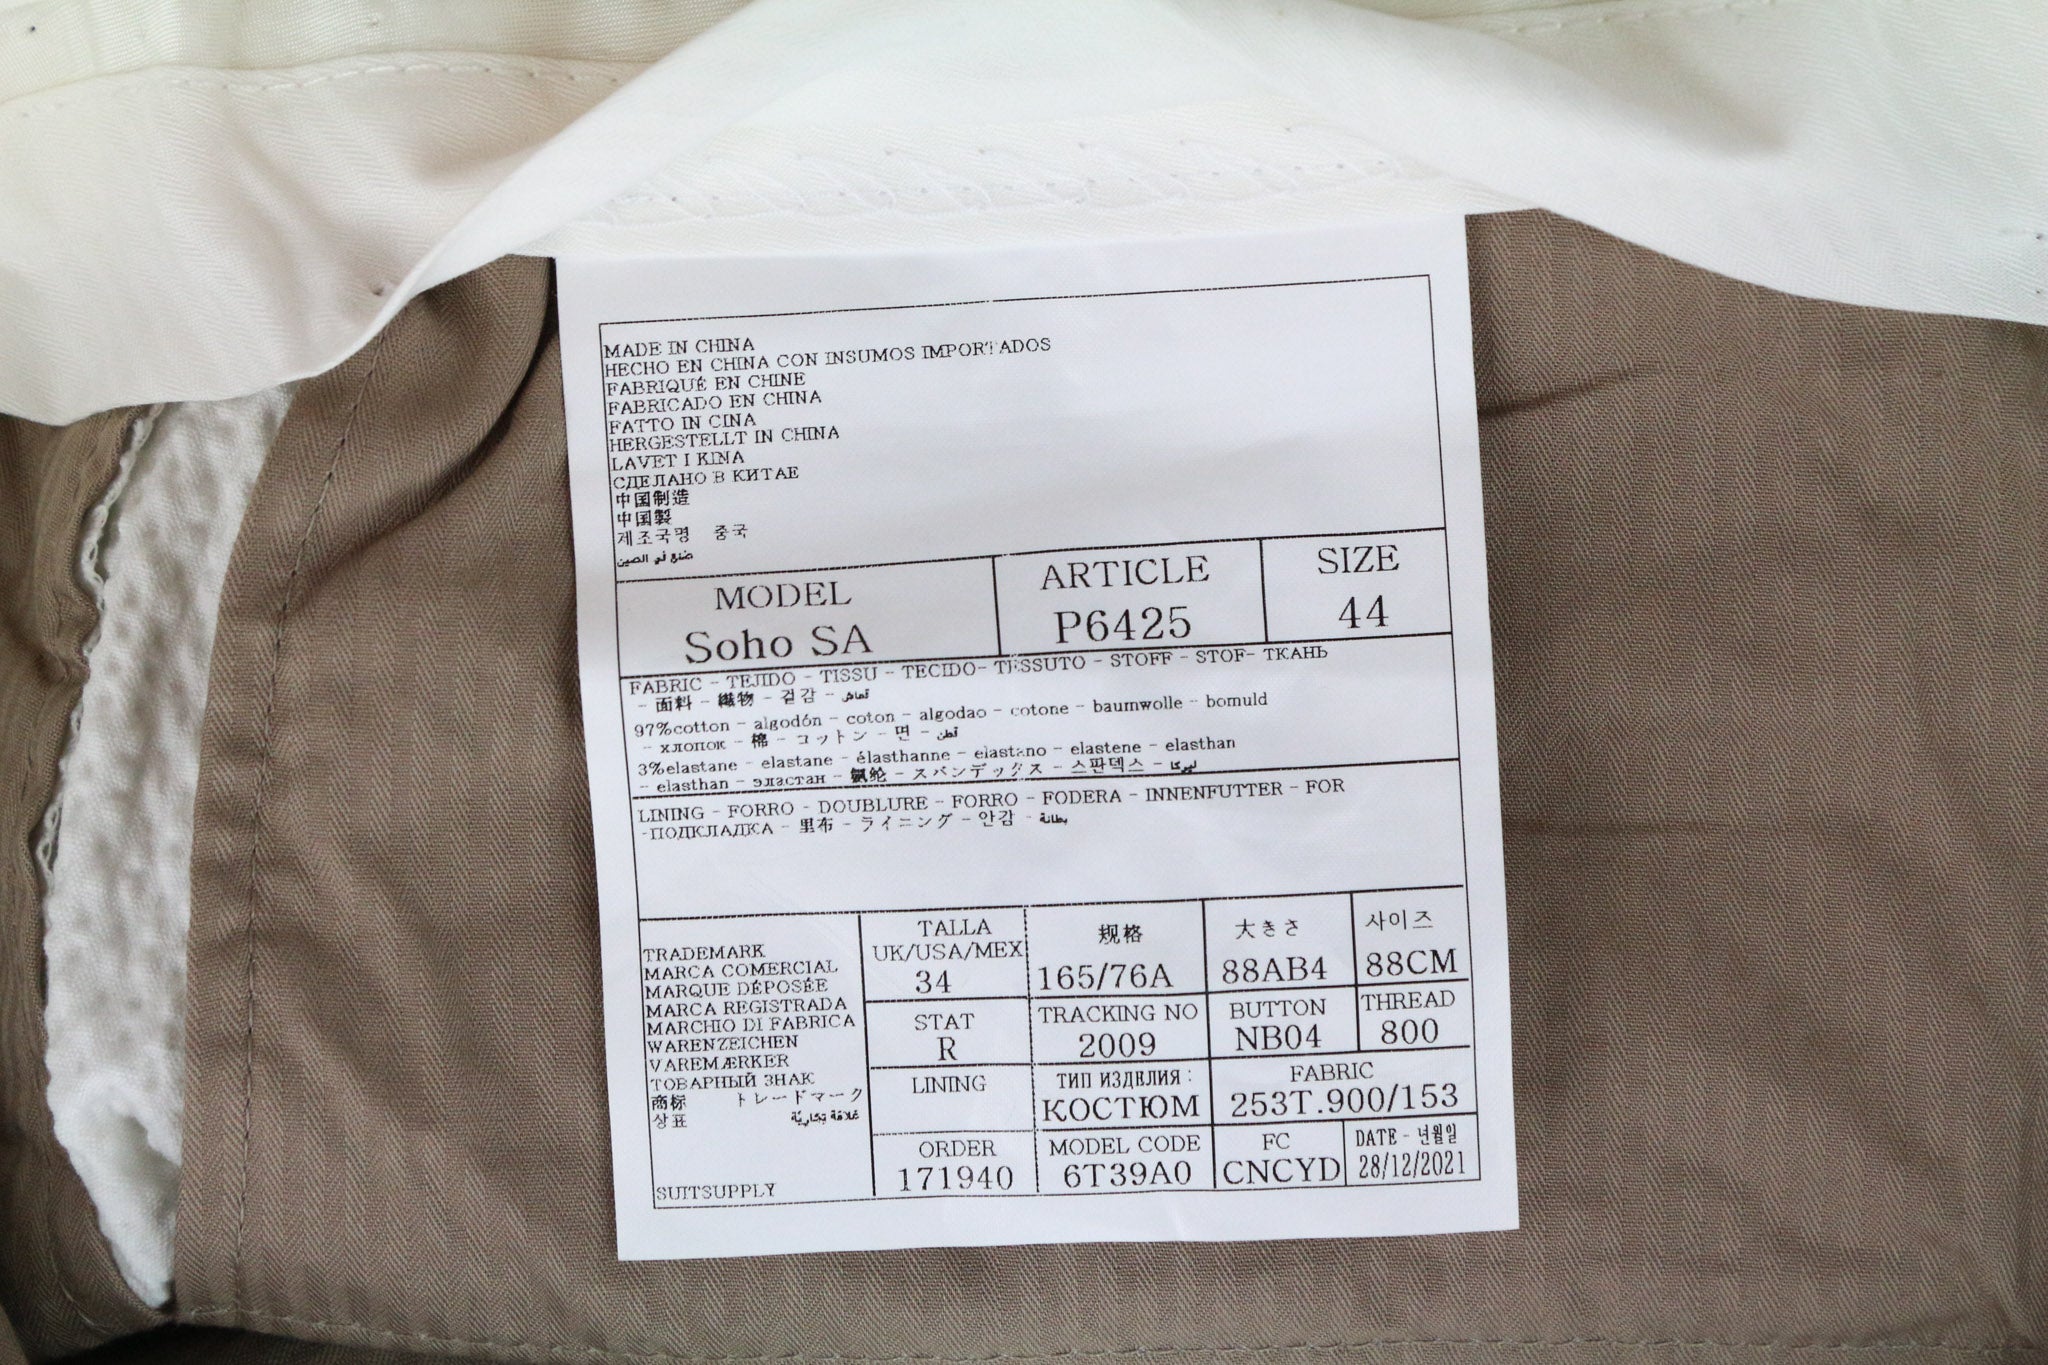 MADE IN CHINA
HECHO EN CHINA CON INSUMOS IMPORTADOS
FABRIQUÉ EN CHINE
FABRICADO EN CHINA
FATTO IN CINA
HERGESTELLT IN CHINA
LAVET I KINA
СДЕЛАНО В КИТАЕ
中国制造
中国製
제조국명 중국
صنع في الصين
MODEL
Soho SA
ARTICLE
P6425
SIZE
44
FABRIC - TEJIDO - TISSU - TECIDO- TESSUTO - STOFF - STOF- ТКАНЬ
- 面料 - 織物 - 겉감 - قماش
97%cotton - algodón - coton - algodao - cotone - baumwolle - bomuld
- хлопок - 棉 - コットン - 면 - قطن
3%elastane - elastane - élasthanne - elastano - elastene - elasthan
- elasthan - эластан - 氨纶 - スパンデックス - 스판덱스 - ليركا
LINING - FORRO - DOUBLURE - FORRO - FODERA - INNENFUTTER - FOR
-ПОДКЛАДКА - 里布 - ライニング - 안감 - بطانة
TRADEMARK
MARCA COMERCIAL
MARQUE DÉPOSÉE
MARCA REGISTRADA
MARCHIO DI FABRICA
WARENZEICHEN
VAREMÆRKER
ТОВАРНЫЙ ЗНАК
商标 トレードマーク
상표 علامة تجارية
SUITSUPPLY
TALLA
UK/USA/MEX
34
规格
165/76A
大きさ
88AB4
사이즈
88CM
STAT
R
TRACKING NO
2009
BUTTON
NB04
THREAD
800
LINING
ТИП ИЗДЕЛИЯ :
КОСТЮМ
FABRIC
253T.900/153
ORDER
171940
MODEL CODE
6T39A0
FC
CNCYD
DATE - 년월일
28/12/2021